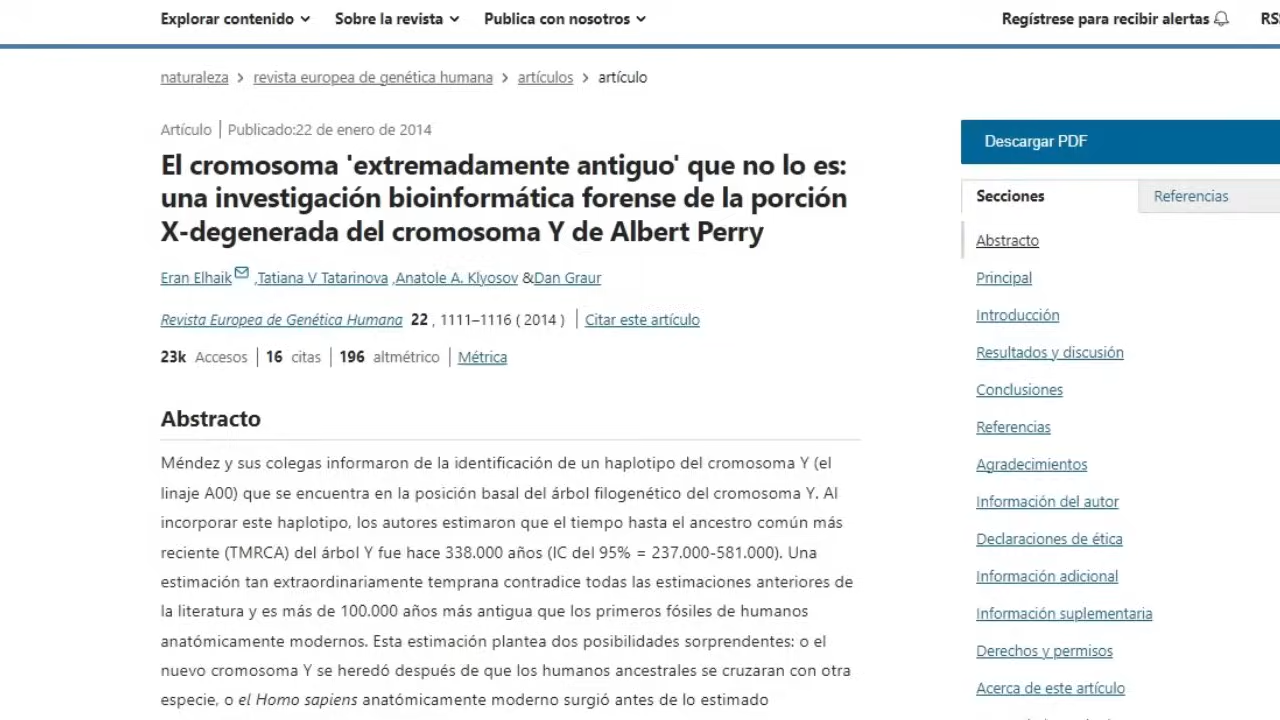 Explorar contenido Sobre la revista Publica con nosotros Regístrese para recibir alertas
naturaleza > revista europea de genética humana > artículos > artículo
Artículo | Publicado:22 de enero de 2014
El cromosoma 'extremadamente antiguo' que no lo es:
una investigación bioinformática forense de la porción
X-degenerada del cromosoma Y de Albert Perry
Eran Elhaik ,Tatiana V Tatarinova ,Anatole A. Klyosov &Dan Graur
Revista Europea de Genética Humana 22 , 1111–1116 ( 2014 ) | Citar este artículo
23k Accesos | 16 citas | 196 altmétrico | Métrica
Abstracto
Méndez y sus colegas informaron de la identificación de un haplotipo del cromosoma Y (el
linaje A00) que se encuentra en la posición basal del árbol filogenético del cromosoma Y. Al
incorporar este haplotipo, los autores estimaron que el tiempo hasta el ancestro común más
reciente (TMRCA) del árbol Y fue hace 338.000 años (IC del 95% = 237.000-581.000). Una
estimación tan extraordinariamente temprana contradice todas las estimaciones anteriores de
la literatura y es más de 100.000 años más antigua que los primeros fósiles de humanos
anatómicamente modernos. Esta estimación plantea dos posibilidades sorprendentes: o el
nuevo cromosoma Y se heredó después de que los humanos ancestrales se cruzaran con otra
especie, o el Homo sapiens anatómicamente moderno surgió antes de lo estimado
Descargar PDF
Secciones Referencias
Abstracto
Principal
Introducción
Resultados y discusión
Conclusiones
Referencias
Agradecimientos
Información del autor
Declaraciones de ética
Información adicional
Información suplementaria
Derechos y permisos
Acerca de este artículo